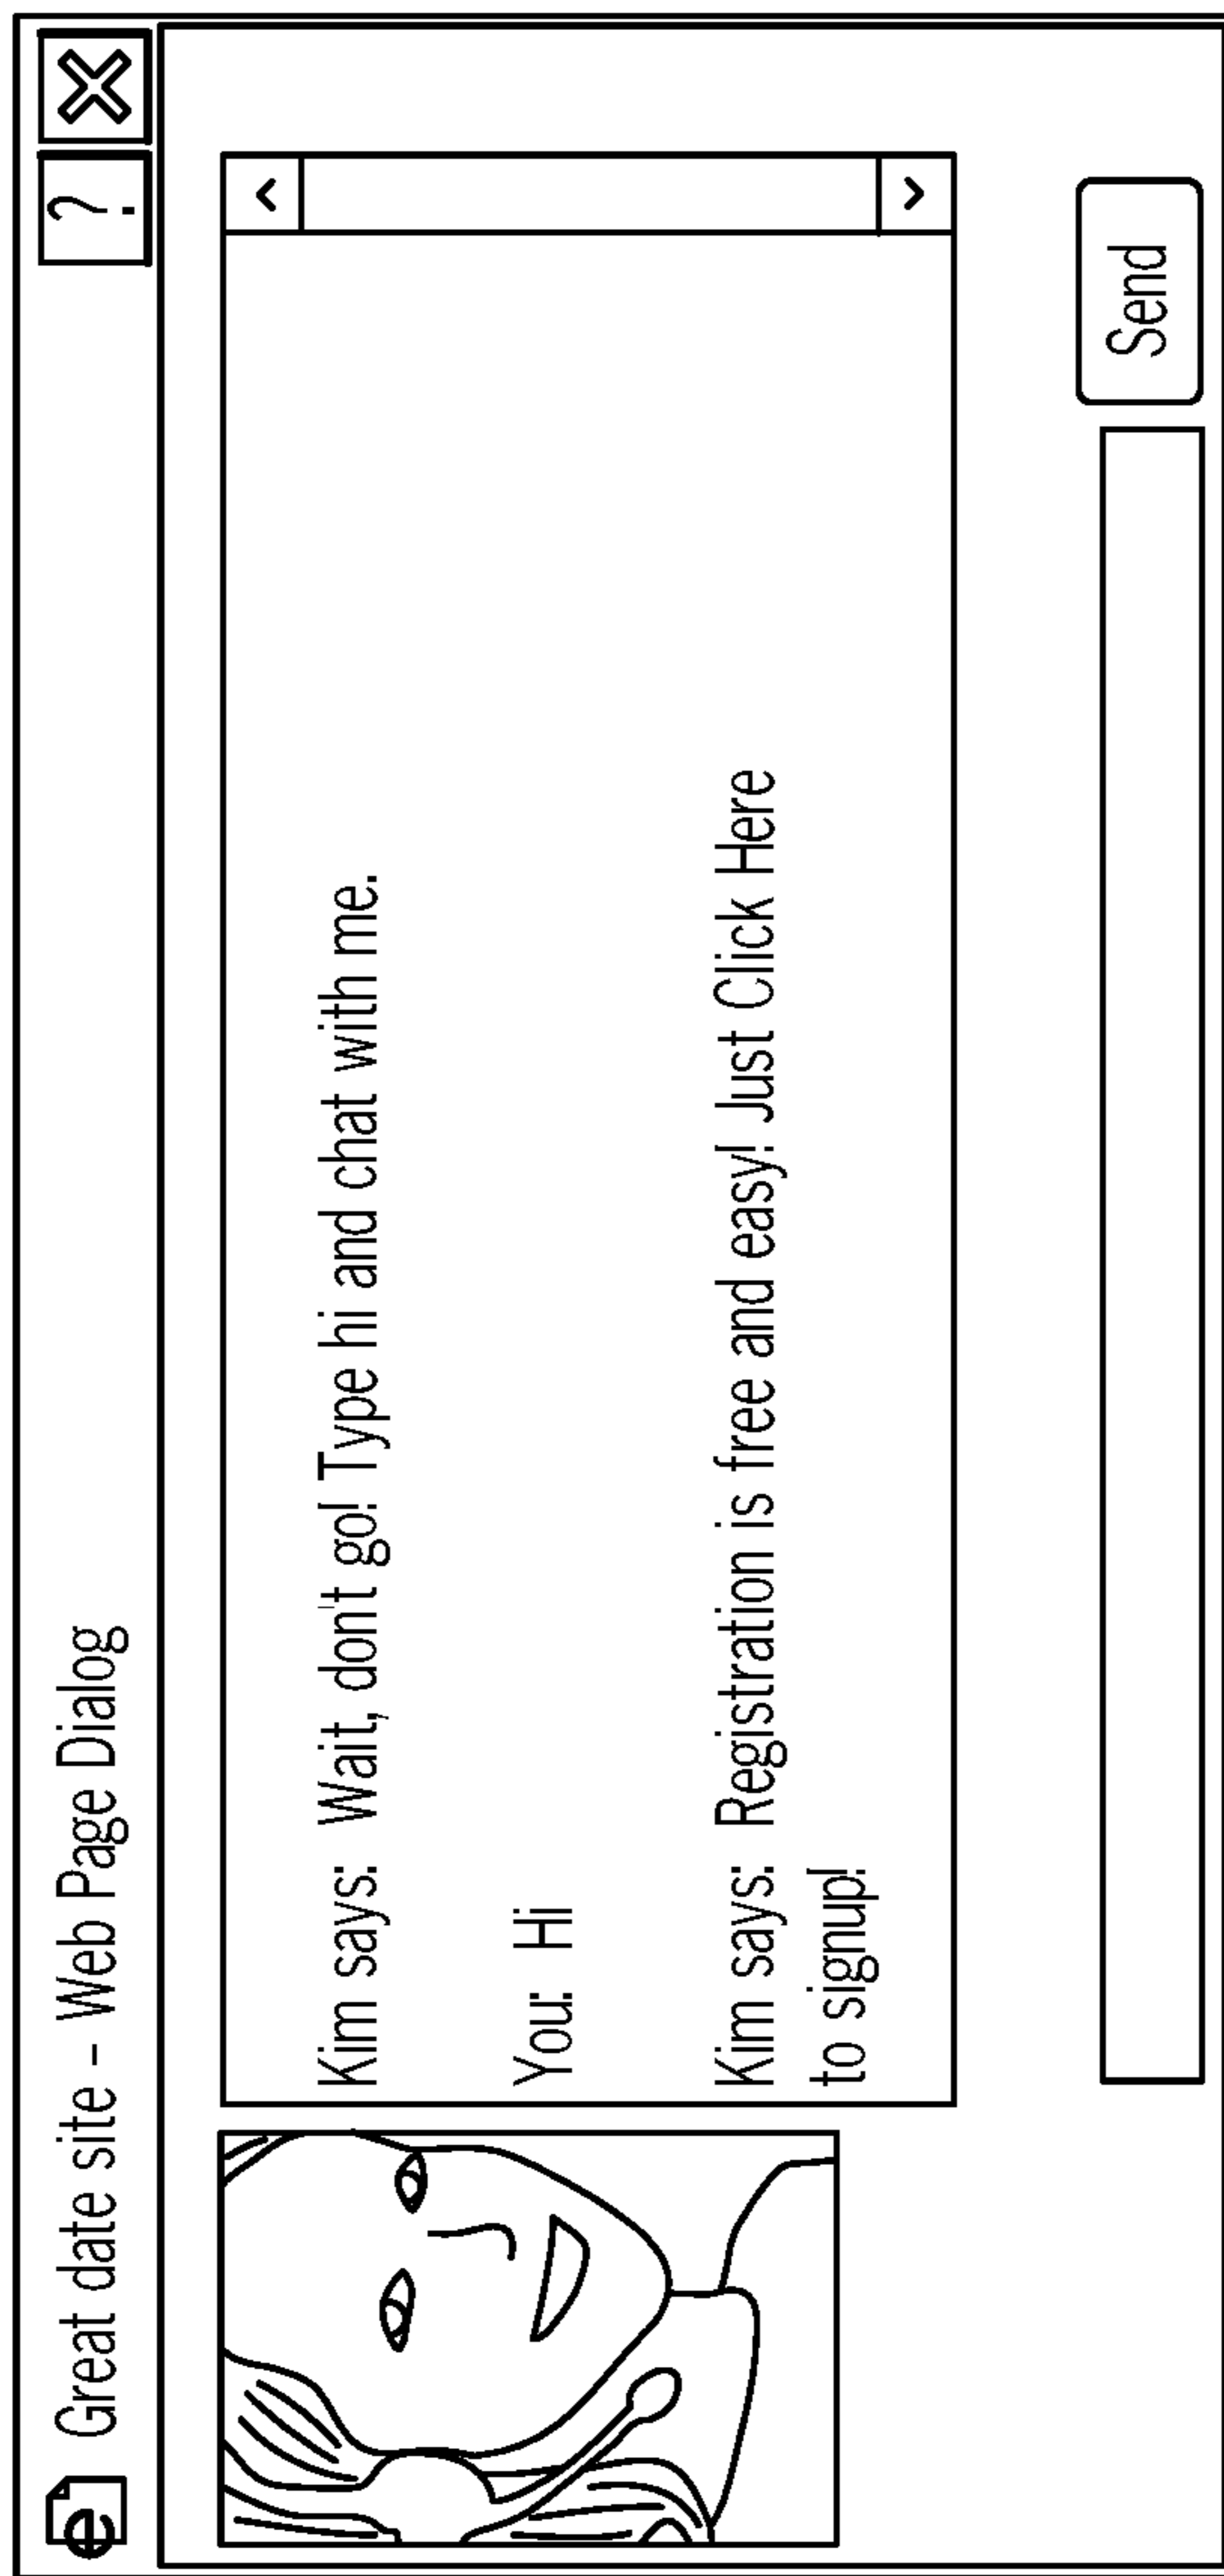 Great date site - Web Page Dialog
?
Kim says: Wait, don't go! Type hi and chat with me.
You: Hi
Kim says: Registration is free and easy! Just Click Here
to signup!
Send